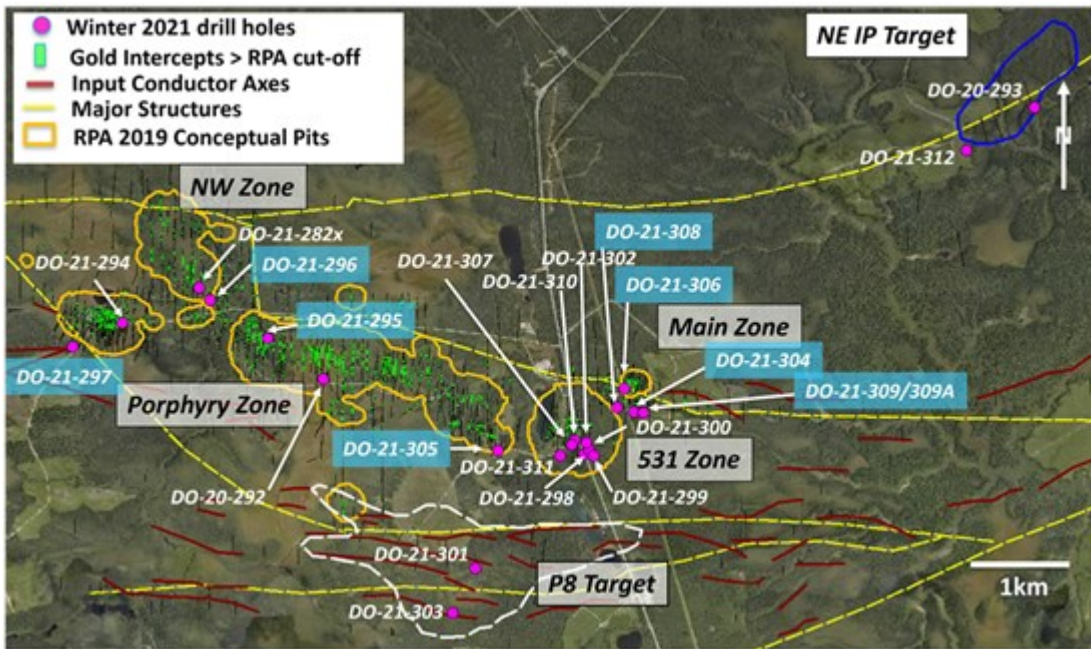 Winter 2021 drill holes
Gold Intercepts > RPA cut-off
Input Conductor Axes
Major Structures
RPA 2019 Conceptual Pits
NE IP Target
DO-20-293
N
DO-21-312
NW Zone
DO-21-282x
DO-21-294
DO-21-296
DO-21-308
DO-21-307
DO-21-302
DO-21-310
DO-21-306
DO-21-295
Main Zone
DO-21-304
DO-21-297
DO-21-309/309A
Porphyry Zone
DO-21-300
DO-21-305
DO-21-311
531 Zone
DO-20-292
DO-21-298
DO-21-299
DO-21-301
P8 Target
1km
DO-21-303